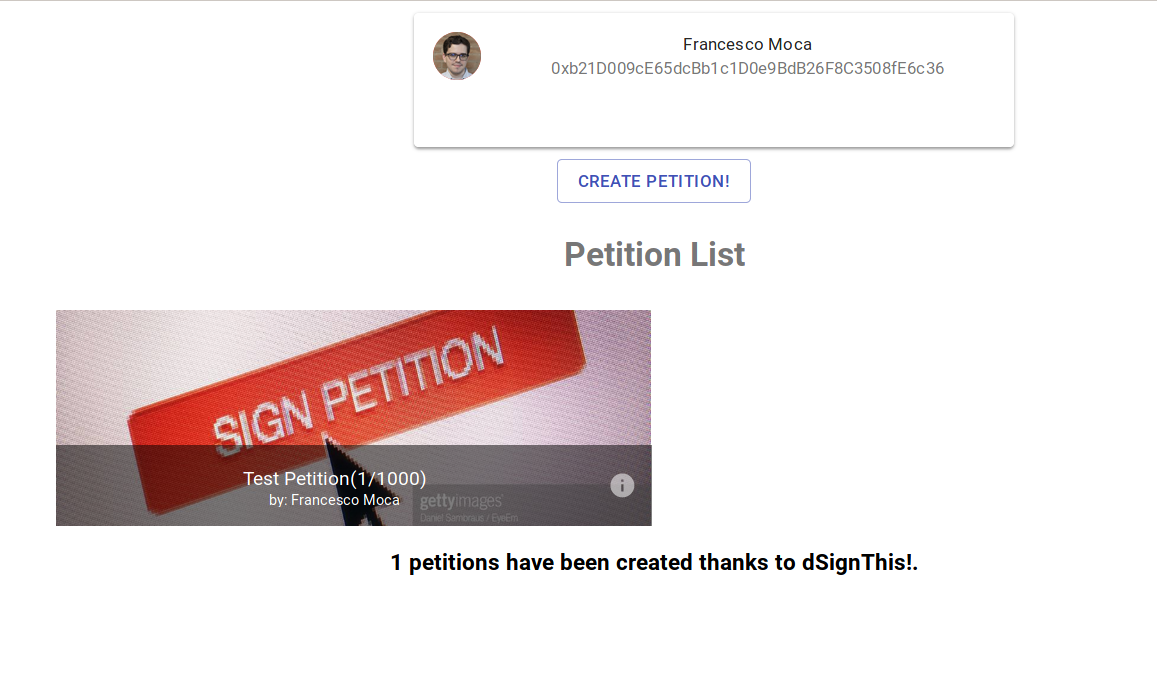 Francesco Moca
0xb21D009cE65dcBb1c1D0e9BdB26F8C3508fE6c36
CREATE PETITION!
Petition List
SIGN PETITION
Test Petition(1/1000)
by: Francesco Moca
gettyimages®
Daniel Sambraus / EyeEm
1 petitions have been created thanks to dSignThis!.